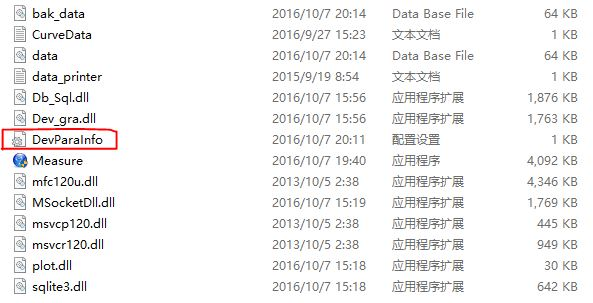 bak_data 2016/10/7 20:14 Data Base File 64 KB
CurveData 2016/9/27 15:23 文本文档 1 KB
data 2016/10/7 20:14 Data Base File 64 KB
data_printer 2015/9/19 8:54 文本文档 1 KB
Db_Sql.dll 2016/10/7 15:56 应用程序扩展 1,876 KB
Dev_gra.dll 2016/10/7 15:56 应用程序扩展 1,763 KB
DevParaInfo 2016/10/7 20:11 配置设置 1 KB
Measure 2016/10/7 19:40 应用程序 4,092 KB
mfc120u.dll 2013/10/5 2:38 应用程序扩展 4,346 KB
MSocketDll.dll 2016/10/7 15:19 应用程序扩展 1,769 KB
msvcp120.dll 2013/10/5 2:38 应用程序扩展 445 KB
msvcr120.dll 2013/10/5 2:38 应用程序扩展 949 KB
plot.dll 2016/10/7 15:18 应用程序扩展 30 KB
sqlite3.dll 2016/10/7 15:18 应用程序扩展 642 KB